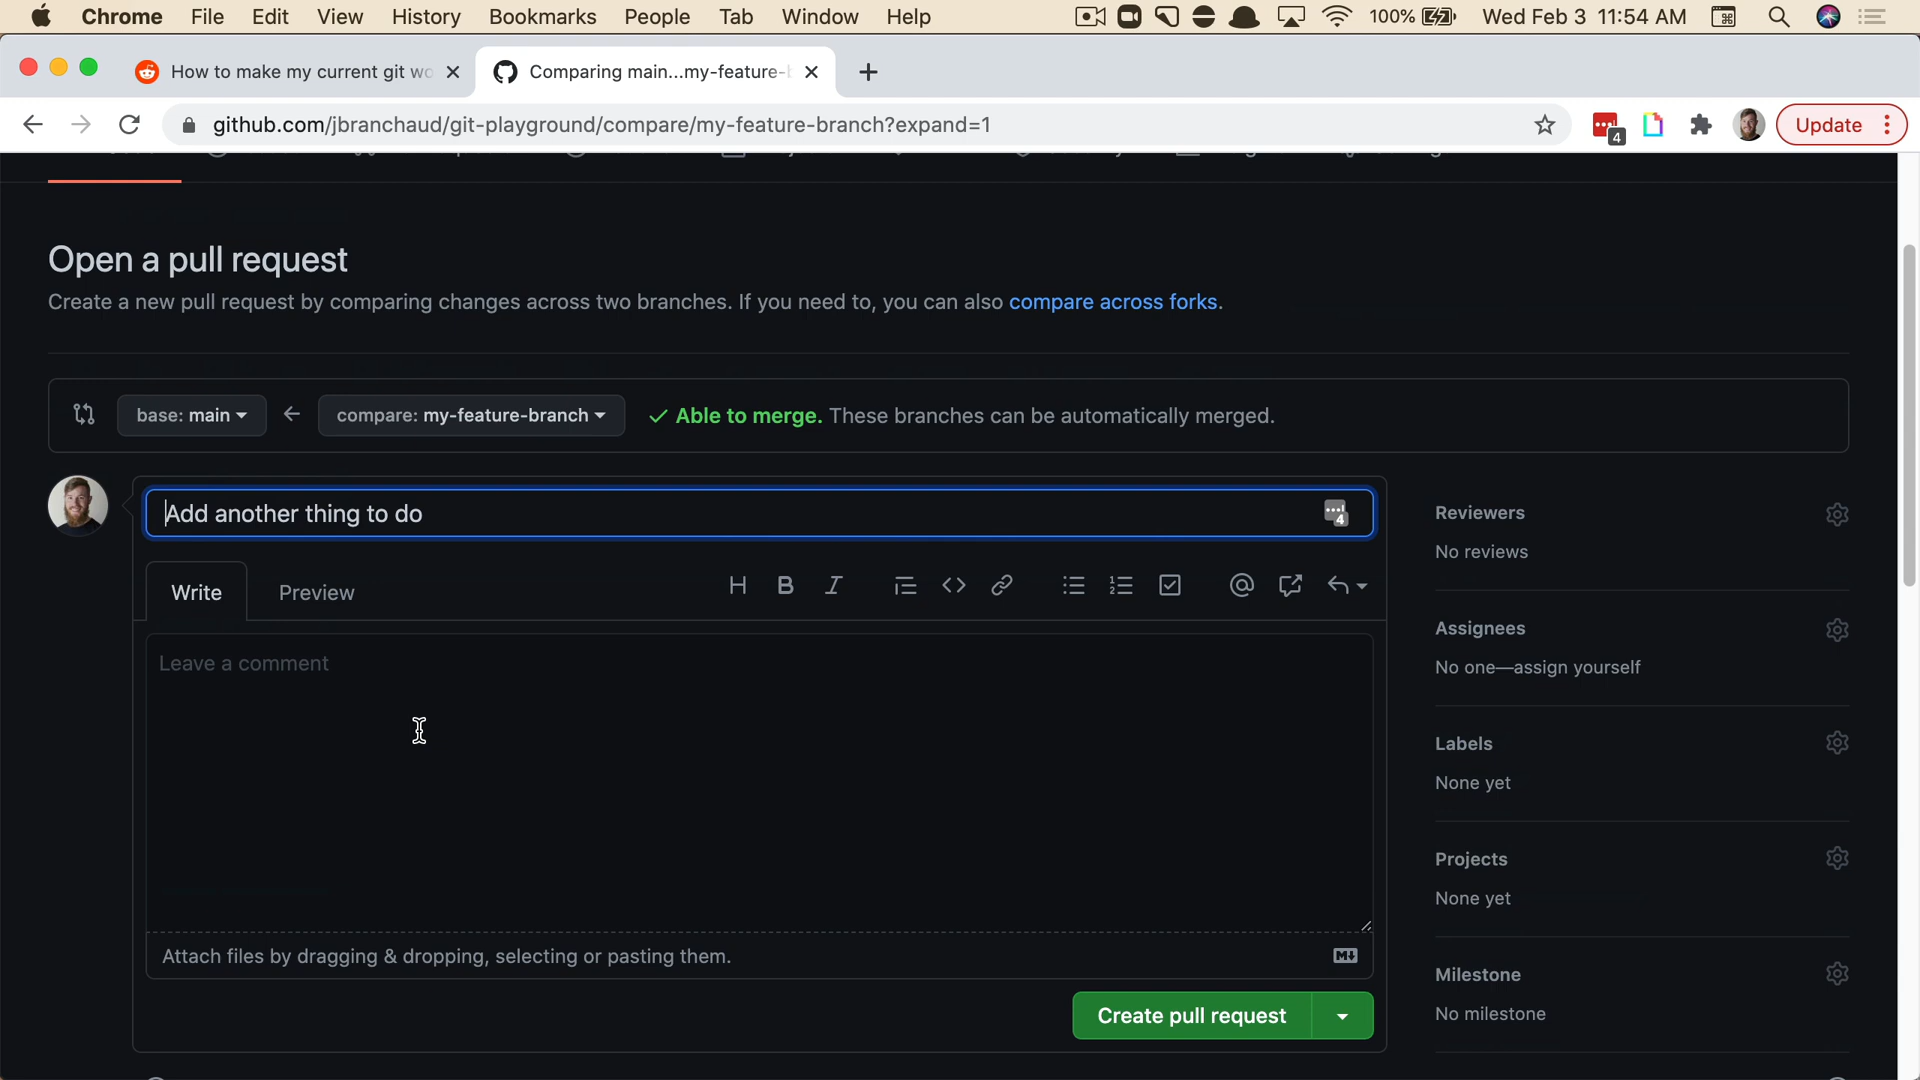 Chrome File Edit View History Bookmarks People Tab Window Help 100% Wed Feb 3 11:54 AM
How to make my current git wo
Comparing main...my-feature-b
github.com/jbranchaud/git-playground/compare/my-feature-branch?expand=1
4
Update
Open a pull request
Create a new pull request by comparing changes across two branches. If you need to, you can also compare across forks.
base: main
compare: my-feature-branch
Able to merge. These branches can be automatically merged.
Add another thing to do
4
Write
Preview
Leave a comment
Attach files by dragging & dropping, selecting or pasting them.
Create pull request
Reviewers
No reviews
Assignees
No one—assign yourself
Labels
None yet
Projects
None yet
Milestone
No milestone